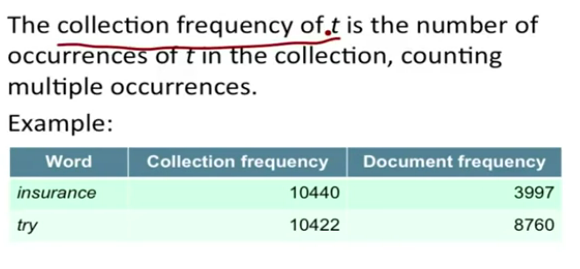 The collection frequency of t is the number of
occurrences of t in the collection, counting
multiple occurrences.
Example:
Word Collection frequency Document frequency
insurance 10440 3997
try 10422 8760